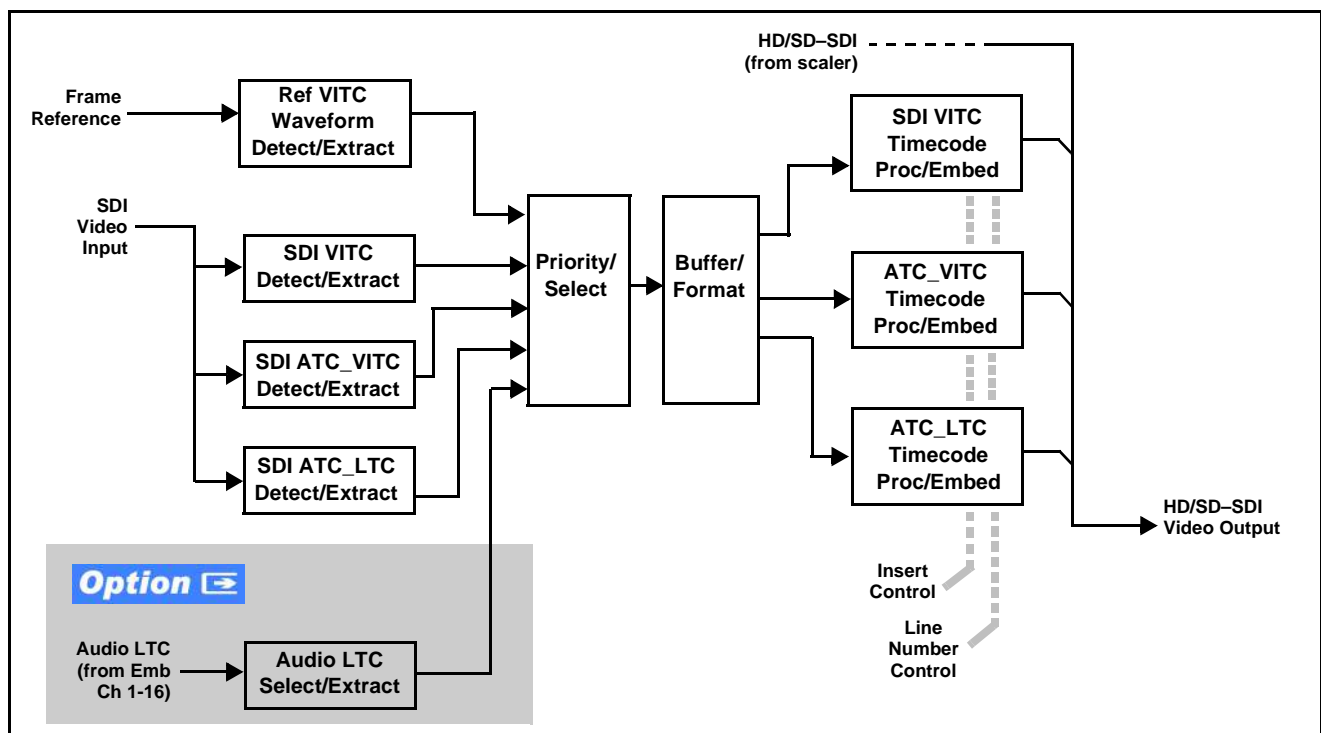 HD/SD–SDI
(from scaler)
Frame
Reference
Ref VITC
Waveform
Detect/Extract
SDI VITC
Timecode
Proc/Embed
SDI
Video
Input
SDI VITC
Detect/Extract
Priority/
Select
Buffer/
Format
ATC_VITC
Timecode
Proc/Embed
SDI ATC_VITC
Detect/Extract
ATC_LTC
Timecode
Proc/Embed
SDI ATC_LTC
Detect/Extract
HD/SD–SDI
Video Output
Option
Insert
Control
Line
Number
Control
Audio LTC
(from Emb
Ch 1-16)
Audio LTC
Select/Extract